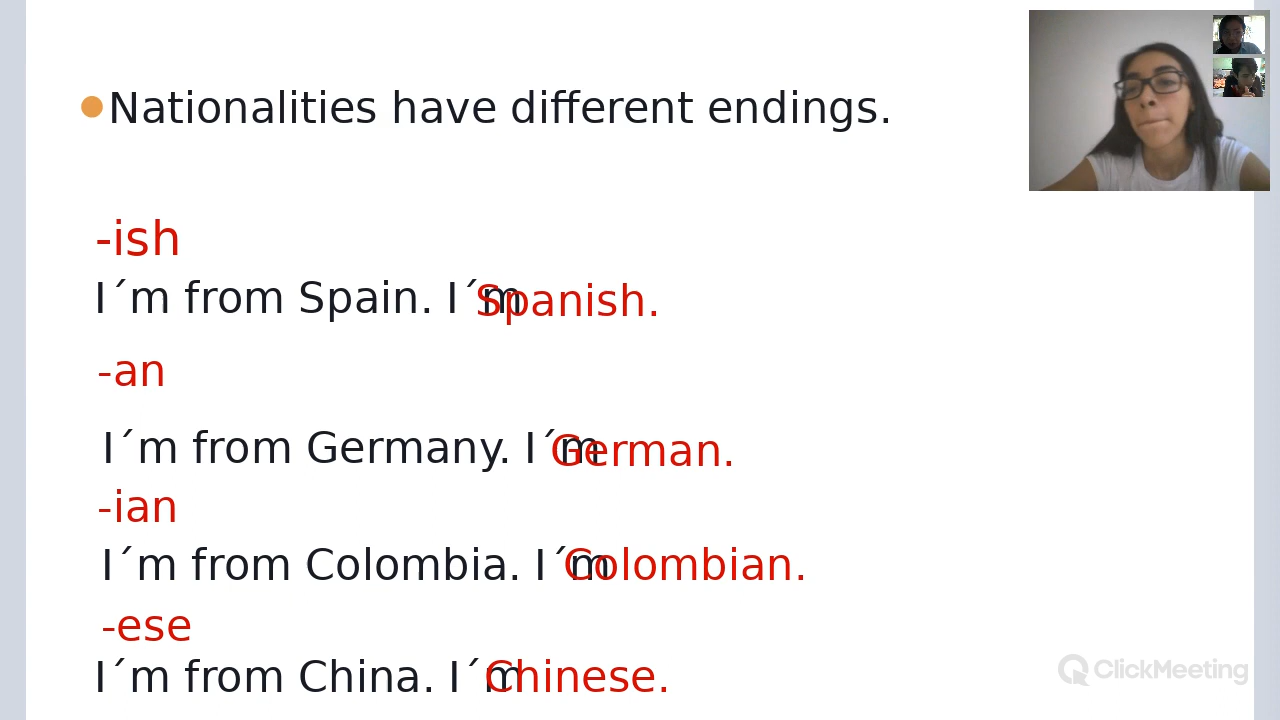 Nationalities have different endings.
-ish
I´m from Spain. I´m Spanish.
-an
I´m from Germany. I´m German.
-ian
I´m from Colombia. I´m Colombian.
-ese
I´m from China. I´m Chinese.
ClickMeeting